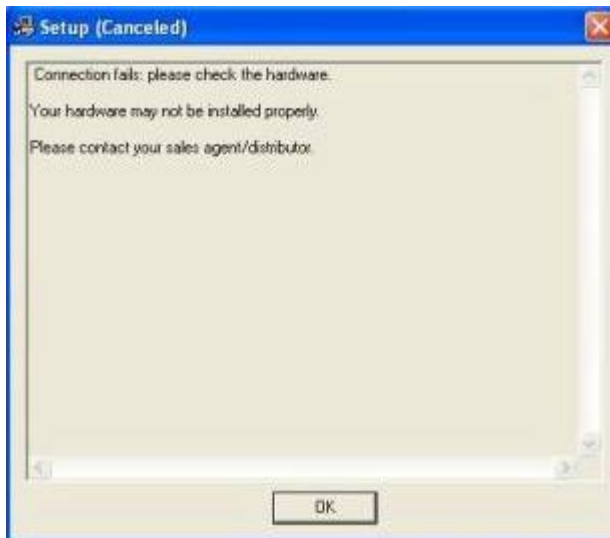 Setup (Canceled)
Connection fails: please check the hardware.
Your hardware may not be installed properly.
Please contact your sales agent/distributor.
OK